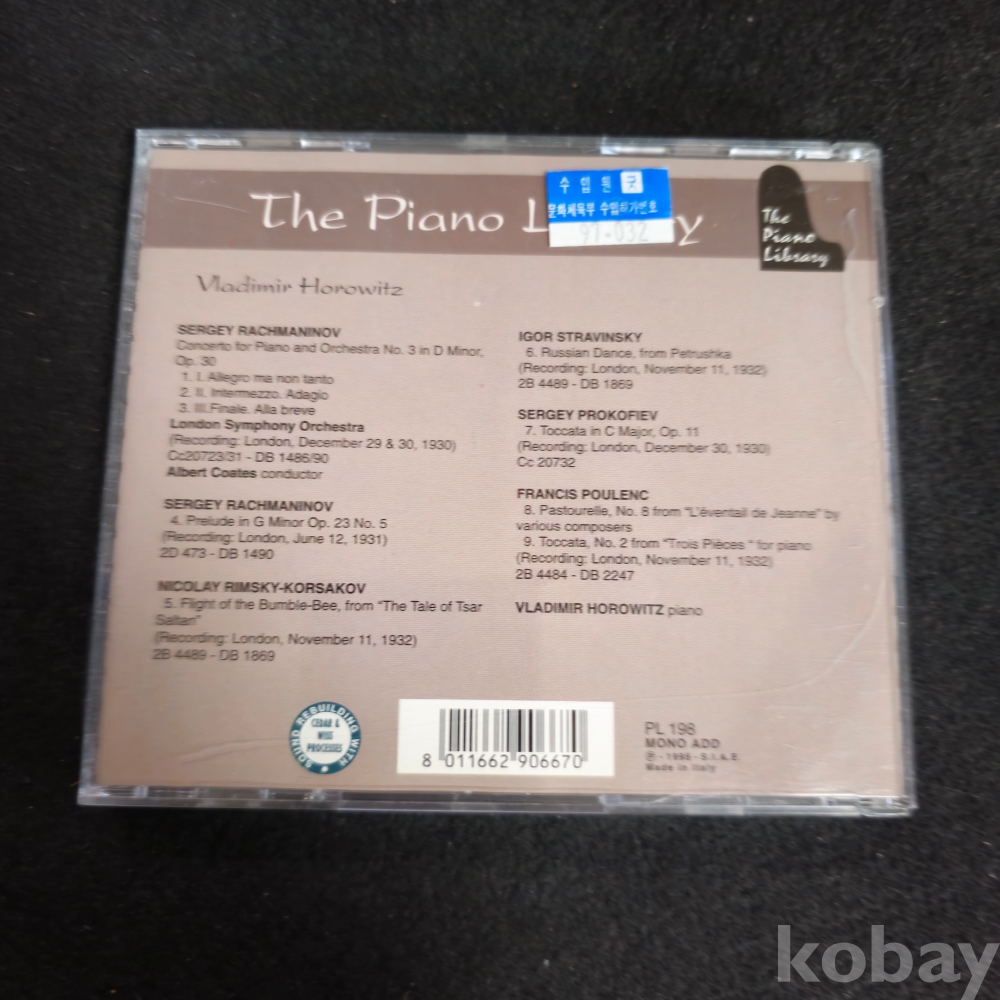 The Piano L y
수입원 굿
문화체육부 수입허가번호
97-032
The
Piano
Library
Vladimir Horowitz
SERGEY RACHMANINOV
Concerto for Piano and Orchestra No. 3 in D Minor,
Op. 30
1. I. Allegro ma non tanto
2. II. Intermezzo. Adagio
3. III.Finale. Alla breve
London Symphony Orchestra
(Recording: London, December 29 & 30, 1930)
Cc20723/31 - DB 1486/90
Albert Coates conductor
SERGEY RACHMANINOV
4. Prelude in G Minor Op. 23 No. 5
(Recording: London, June 12, 1931)
2D 473 - DB 1490
NICOLAY RIMSKY-KORSAKOV
5. Flight of the Bumble-Bee, from "The Tale of Tsar
Saltan"
(Recording: London, November 11, 1932)
2B 4489 - DB 1869
IGOR STRAVINSKY
6. Russian Dance, from Petrushka
(Recording: London, November 11, 1932)
2B 4489 - DB 1869
SERGEY PROKOFIEV
7. Toccata in C Major, Op. 11
(Recording: London, December 30, 1930)
Cc 20732
FRANCIS POULENC
8. Pastourelle, No. 8 from "L'éventail de Jeanne" by
various composers
9. Toccata, No. 2 from "Trois Pièces " for piano
(Recording: London, November 11, 1932)
2B 4484 - DB 2247
VLADIMIR HOROWITZ piano
SOUND REBUILDING WITH
CEDAR &
WEISS
PROCESSES
8 011662 906670
PL 198
MONO ADD
℗ - 1995 - S.I.A.E.
Made in Italy
kobay